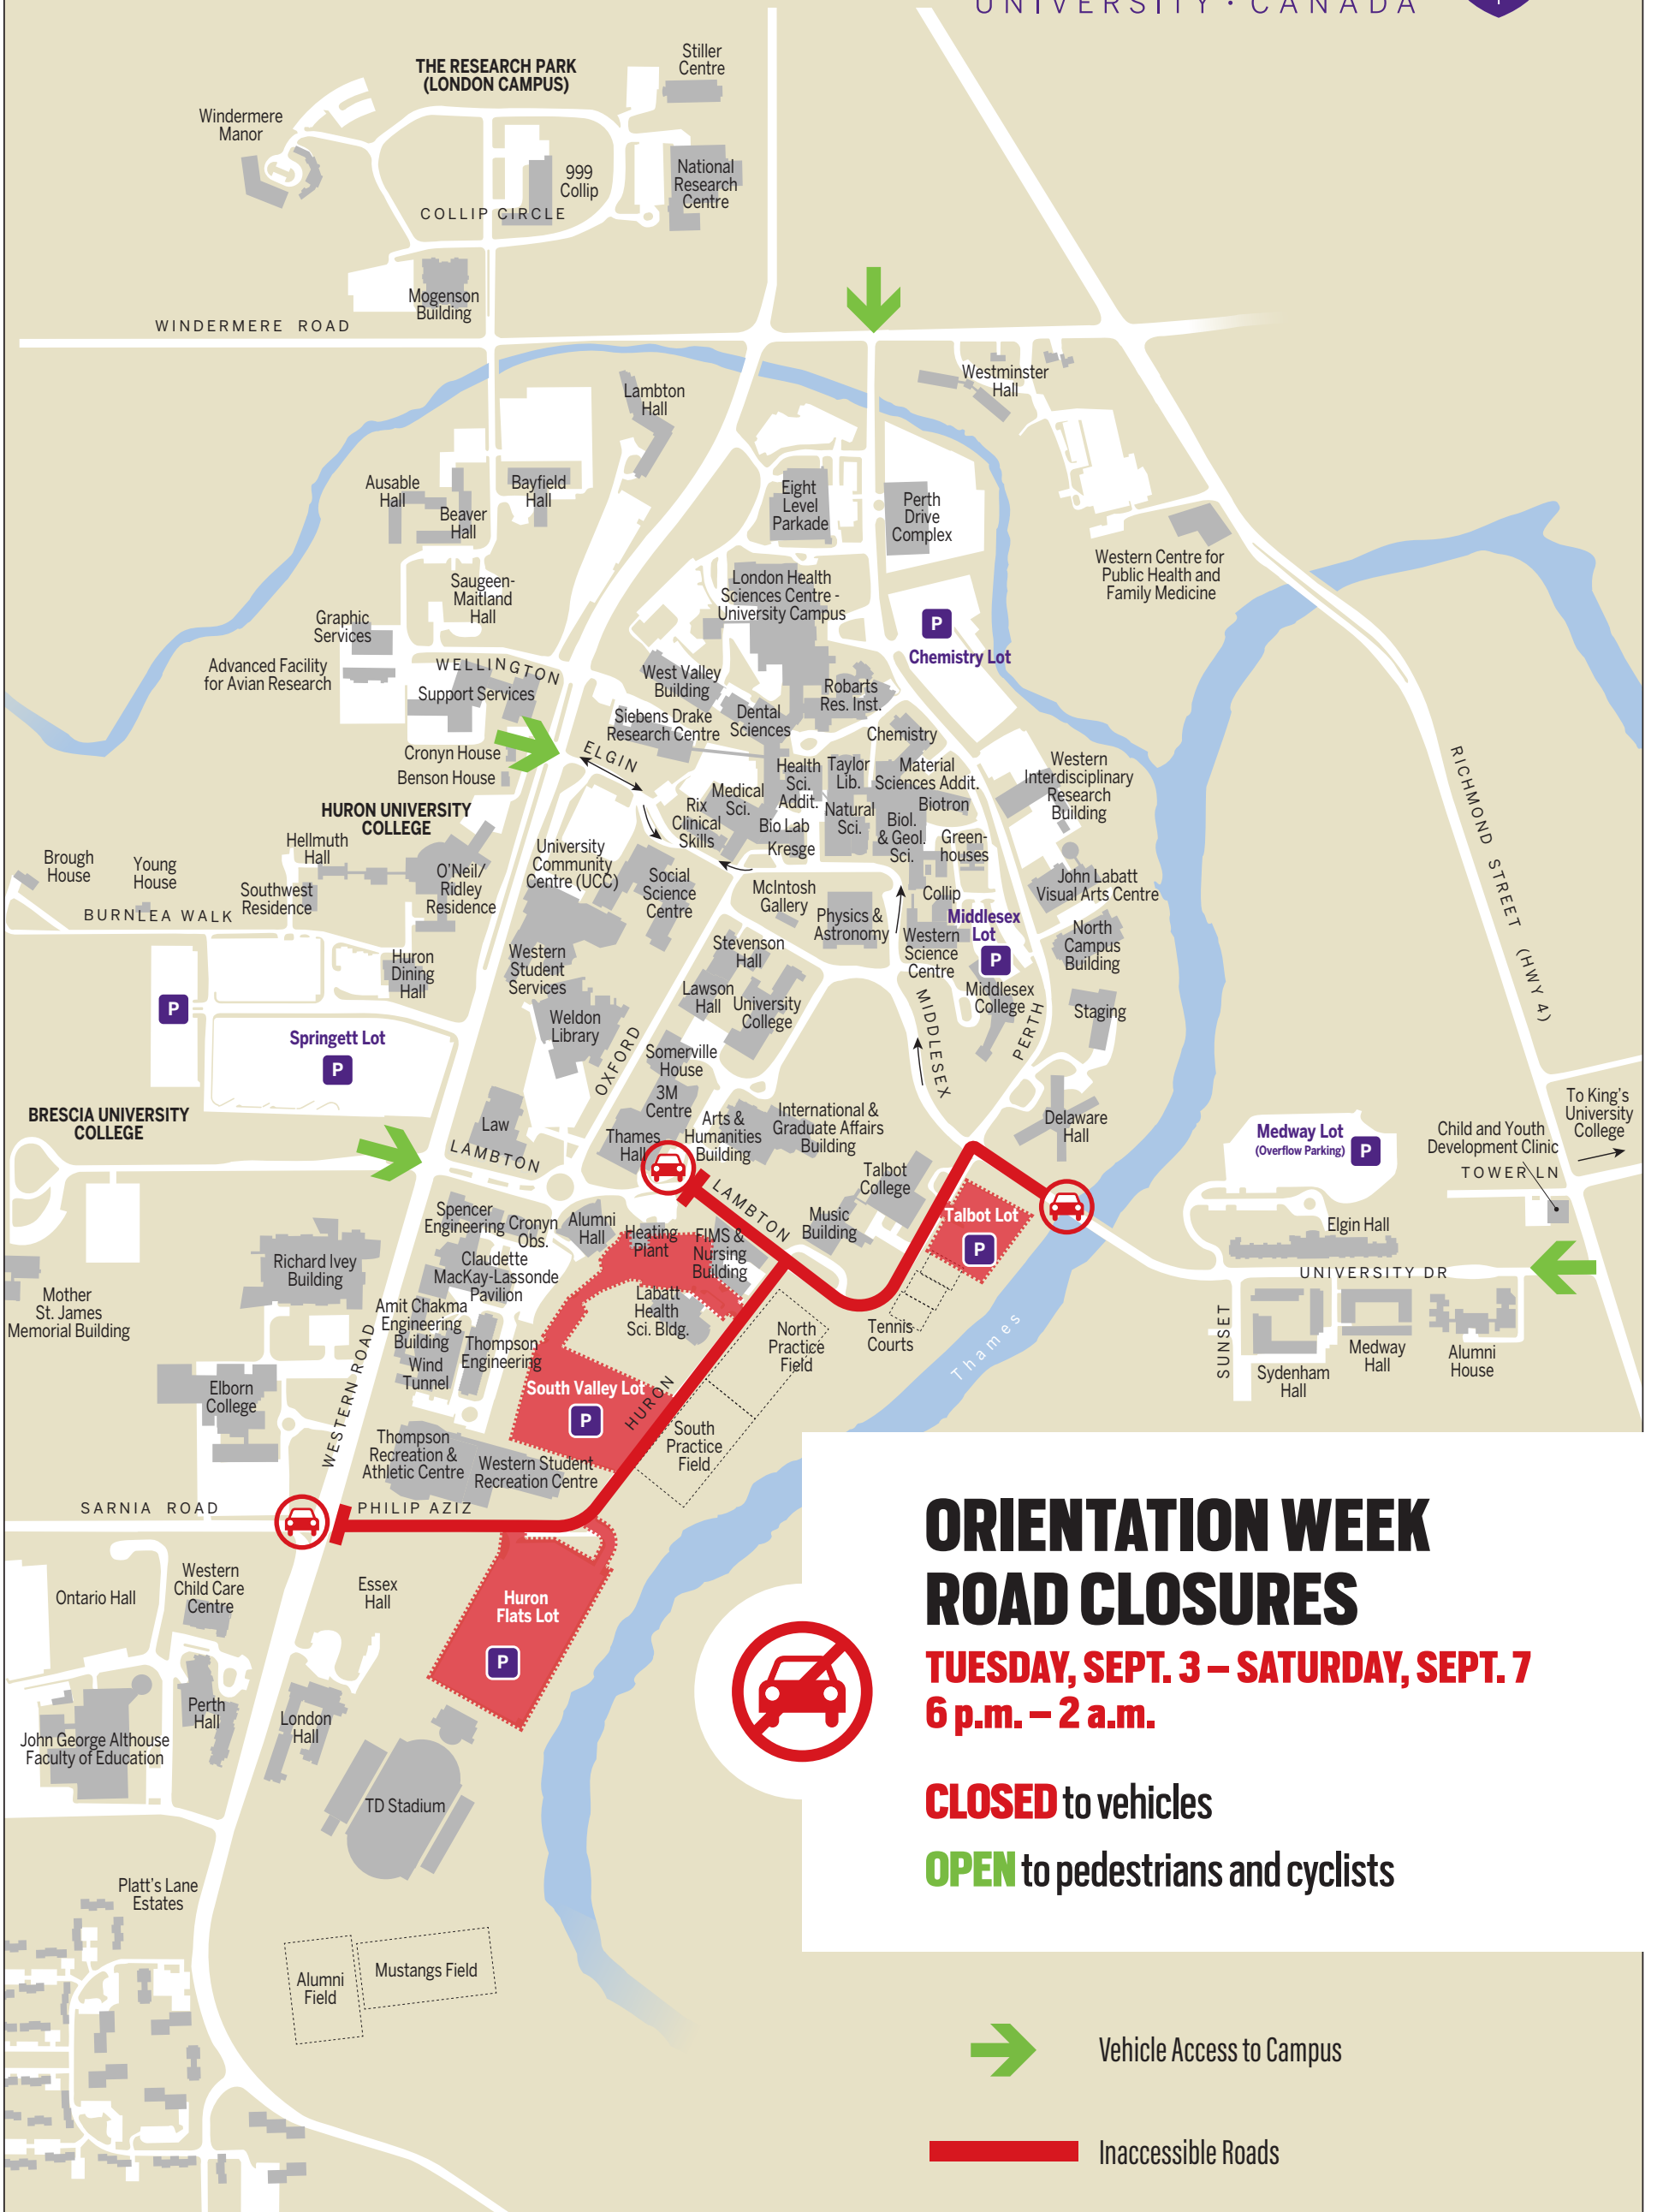 UNIVERSITY · CANADA
THE RESEARCH PARK
(LONDON CAMPUS)
Stiller
Centre
Windermere
Manor
999
Collip
National
Research
Centre
COLLIP CIRCLE
Mogenson
Building
WINDERMERE ROAD
Westminster
Hall
Lambton
Hall
Ausable
Hall
Beaver
Hall
Bayfield
Hall
Eight
Level
Parkade
Perth
Drive
Complex
Western Centre for
Public Health and
Family Medicine
London Health
Sciences Centre -
University Campus
Saugeen-
Maitland
Hall
Graphic
Services
P
Chemistry Lot
Advanced Facility
for Avian Research
WELLINGTON
Support Services
West Valley
Building
Robarts
Res. Inst.
Siebens Drake
Research Centre
Dental
Sciences
Chemistry
Cronyn House
Benson House
ELGIN
Health
Sci.
Addit.
Taylor
Lib.
Material
Sciences Addit.
Western
Interdisciplinary
Research
Building
RICHMOND STREET (HWY 4)
Medical
Sci.
Biotron
HURON UNIVERSITY
COLLEGE
Rix
Clinical
Skills
Bio Lab
Natural
Sci.
Biol.
& Geol.
Sci.
Green-
houses
Kresge
Hellmuth
Hall
University
Community
Centre (UCC)
Brough
House
Young
House
O'Neil/
Ridley
Residence
Social
Science
Centre
John Labatt
Visual Arts Centre
Southwest
Residence
McIntosh
Gallery
Collip
BURNLEA WALK
Physics &
Astronomy
Middlesex
Lot
P
Western
Science
Centre
North
Campus
Building
Huron
Dining
Hall
Western
Student
Services
Stevenson
Hall
Lawson
Hall
University
College
Middlesex
College
Staging
P
Springett Lot
P
Weldon
Library
MIDDLESEX
PERTH
OXFORD
Somerville
House
3M
Centre
BRESCIA UNIVERSITY
COLLEGE
Law
LAMBTON
Thames
Hall
Arts &
Humanities
Building
International &
Graduate Affairs
Building
Delaware
Hall
Medway Lot
(Overflow Parking)
P
Child and Youth
Development Clinic
To King's
University
College
TOWER LN
Talbot
College
LAMBTON
Music
Building
Talbot Lot
P
Spencer
Engineering
Cronyn
Obs.
Alumni
Hall
Heating
Plant
FIMS &
Nursing
Building
Elgin Hall
Richard Ivey
Building
Claudette
MacKay-Lassonde
Pavilion
UNIVERSITY DR
Mother
St. James
Memorial Building
Labatt
Health
Sci. Bldg.
Amit Chakma
Engineering
Building
Thompson
Engineering
North
Practice
Field
Tennis
Courts
Thames
SUNSET
Sydenham
Hall
Medway
Hall
Alumni
House
Wind
Tunnel
WESTERN ROAD
Elborn
College
South Valley Lot
P
HURON
South
Practice
Field
Thompson
Recreation &
Athletic Centre
Western Student
Recreation Centre
SARNIA ROAD
PHILIP AZIZ
ORIENTATION WEEK
ROAD CLOSURES
TUESDAY, SEPT. 3 – SATURDAY, SEPT. 7
6 p.m. – 2 a.m.
CLOSED to vehicles
OPEN to pedestrians and cyclists
Ontario Hall
Western
Child Care
Centre
Essex
Hall
Huron
Flats Lot
P
Perth
Hall
London
Hall
John George Althouse
Faculty of Education
TD Stadium
Platt's Lane
Estates
Alumni
Field
Mustangs Field
Vehicle Access to Campus
Inaccessible Roads